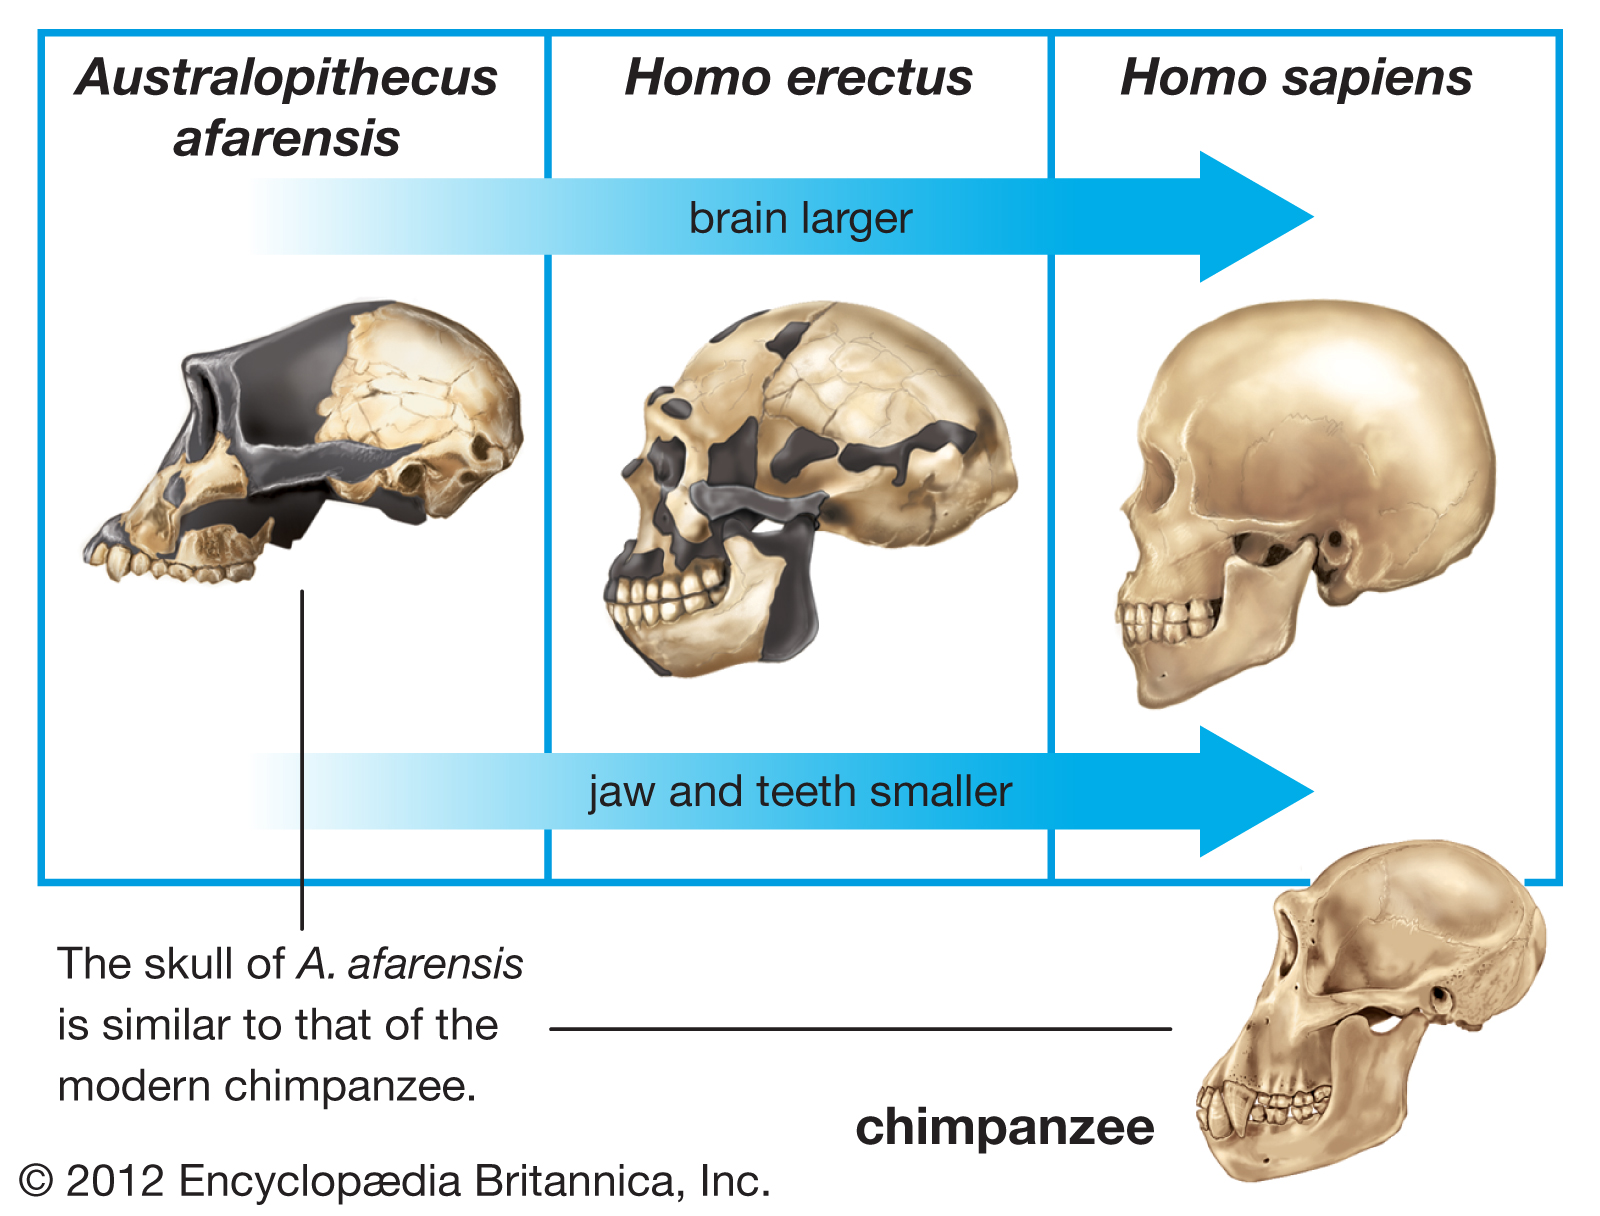 Australopithecus
afarensis
Homo erectus
Homo sapiens
brain larger
jaw and teeth smaller
The skull of A. afarensis
is similar to that of the
modern chimpanzee.
chimpanzee
© 2012 Encyclopædia Britannica, Inc.